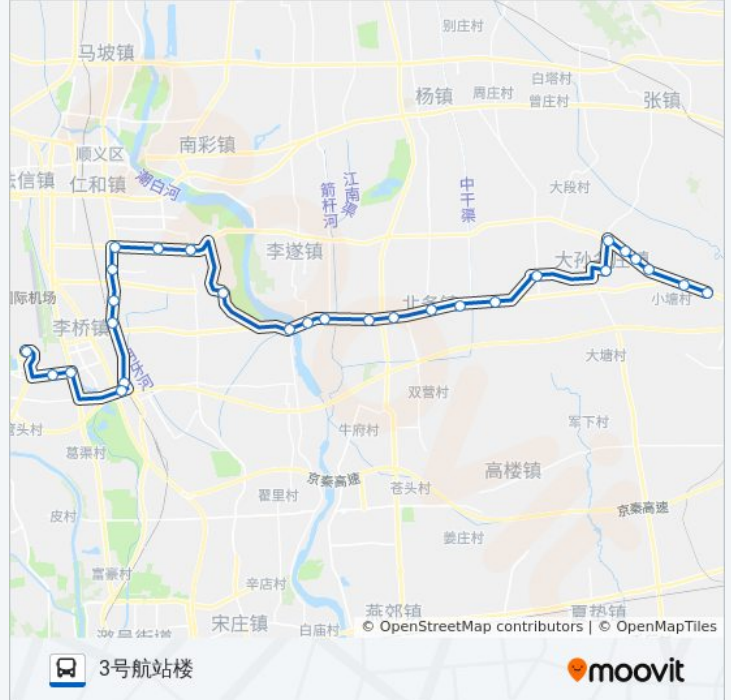 别庄村
马坡镇
白塔村
杨镇
周庄村
曾庄村
张镇
南彩镇
顺义区
信镇
仁和镇
潮白河
江南渠
箭杆河
中干渠
大段村
李遂镇
大孙各庄镇
国际机场
北务镇
小塘村
李桥镇
大塘村
双营村
军下村
牛府村
葛渠村
高楼镇
京秦高速
苍头村
翟里村
京秦高速
皮村
姜庄村
富豪村
辛店村
燕郊镇
宋庄镇
白庙村
© OpenStreetMap contributors | © OpenMapTiles
3号航站楼
moovit